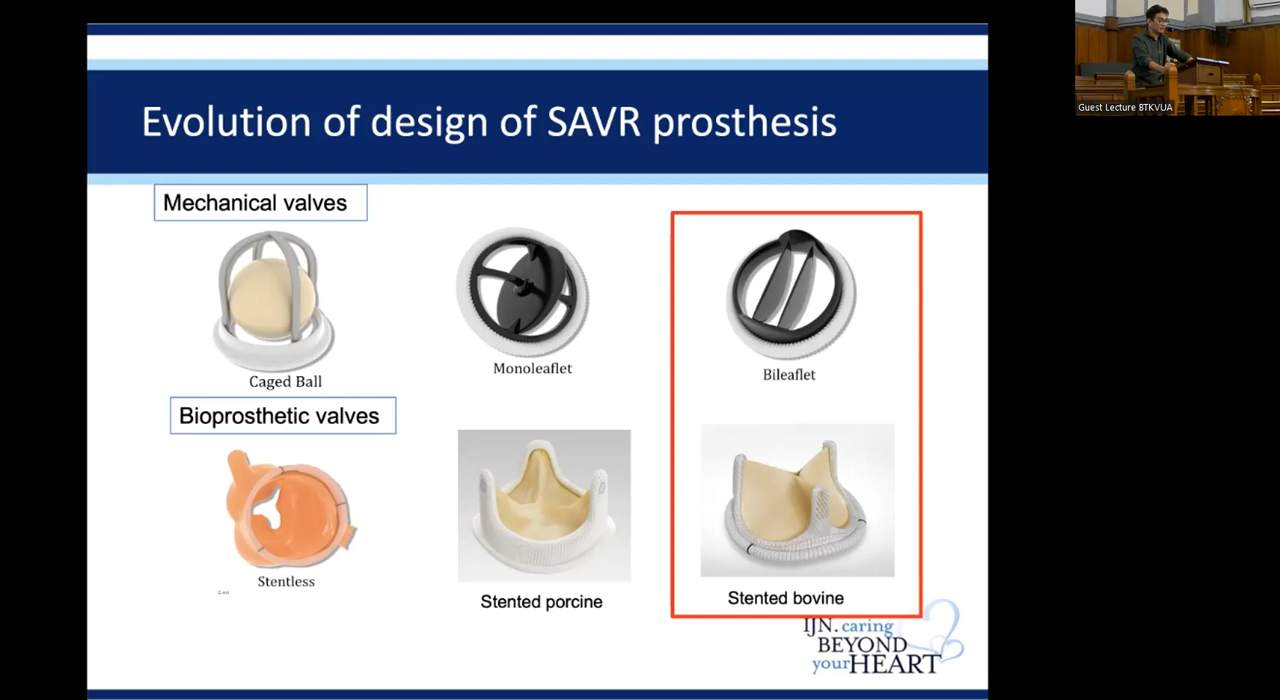 Evolution of design of SAVR prosthesis
Guest Lecture BTKVUA
Mechanical valves
Caged Ball
Monoleaflet
Bileaflet
Bioprosthetic valves
Stentless
Stented porcine
Stented bovine
IJN. caring
BEYOND
your HEART